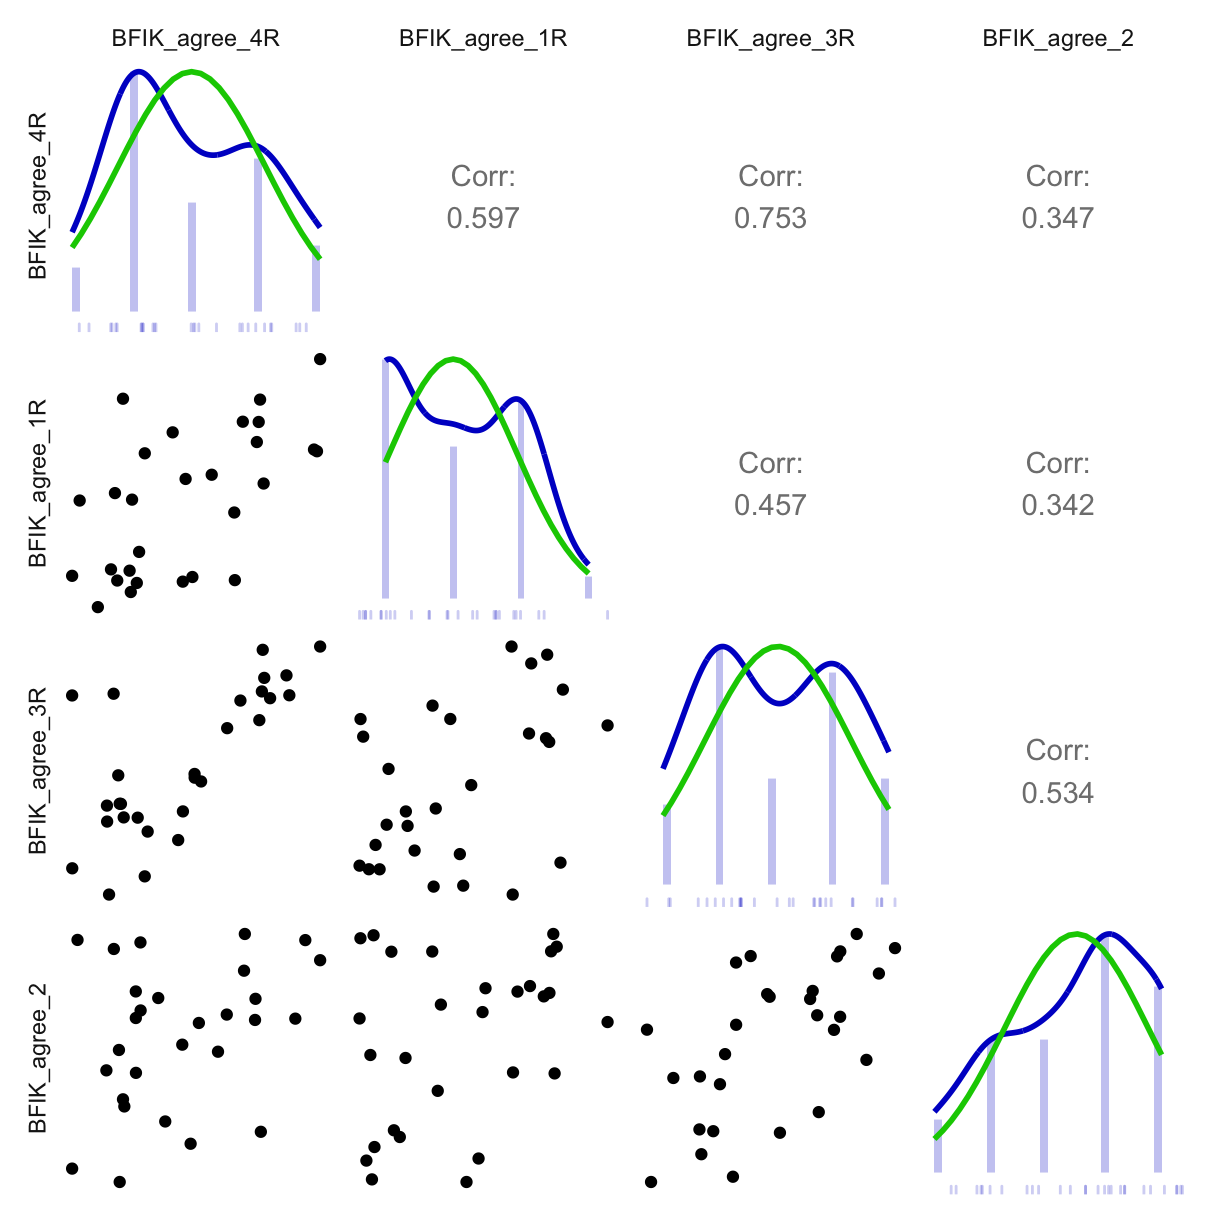 BFIK_agree_4R
BFIK_agree_1R
BFIK_agree_3R
BFIK_agree_2
BFIK_agree_4R
Corr:
0.597
Corr:
0.753
Corr:
0.347
BFIK_agree_1R
Corr:
0.457
Corr:
0.342
BFIK_agree_3R
Corr:
0.534
BFIK_agree_2